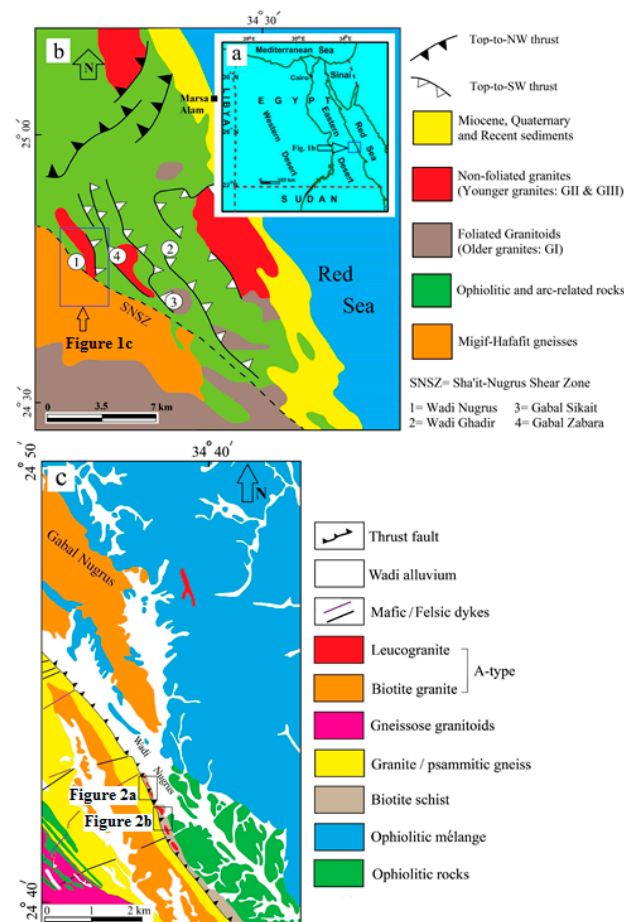 34° 30
b
N
Marsa
Alam
25° 00
a
Mediterranean Sea
Cairo
Sinai
LIBYA
EGYPT
Western
Desert
Eastern
Desert
Red
Sea
Fig. 1b
SUDAN
1
4
2
3
SNSZ
Figure 1c
Red
Sea
24° 30
0 3.5 7 km
Top-to-NW thrust
Top-to-SW thrust
Miocene, Quaternary
and Recent sediments
Non-foliated granites
(Younger granites: GII & GIII)
Foliated Granitoids
(Older granites: GI)
Ophiolitic and arc-related rocks
Migif-Hafafit gneisses
SNSZ= Sha'it-Nugrus Shear Zone
1= Wadi Nugrus 3= Gabal Sikait
2= Wadi Ghadir 4= Gabal Zabara
24° 50
34° 40
c
N
Gabal Nugrus
Wadi
Nugrus
Figure 2a
Figure 2b
24° 40
0 1 2 km
Thrust fault
Wadi alluvium
Mafic/Felsic dykes
Leucogranite
A-type
Biotite granite
Gneissose granitoids
Granite / psammitic gneiss
Biotite schist
Ophiolitic mélange
Ophiolitic rocks